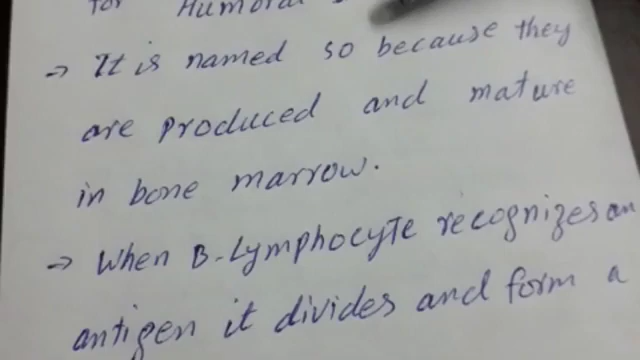 for Humoral
→ It is named so because they
are produced and mature
in bone marrow.
→ When B-Lymphocyte recognizes an
antigen it divides and form a